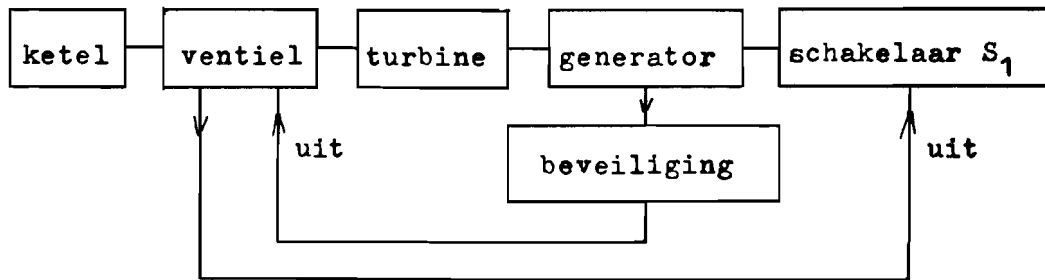 ketel ventiel turbine generator schakelaar S₁
uit uit
beveiliging